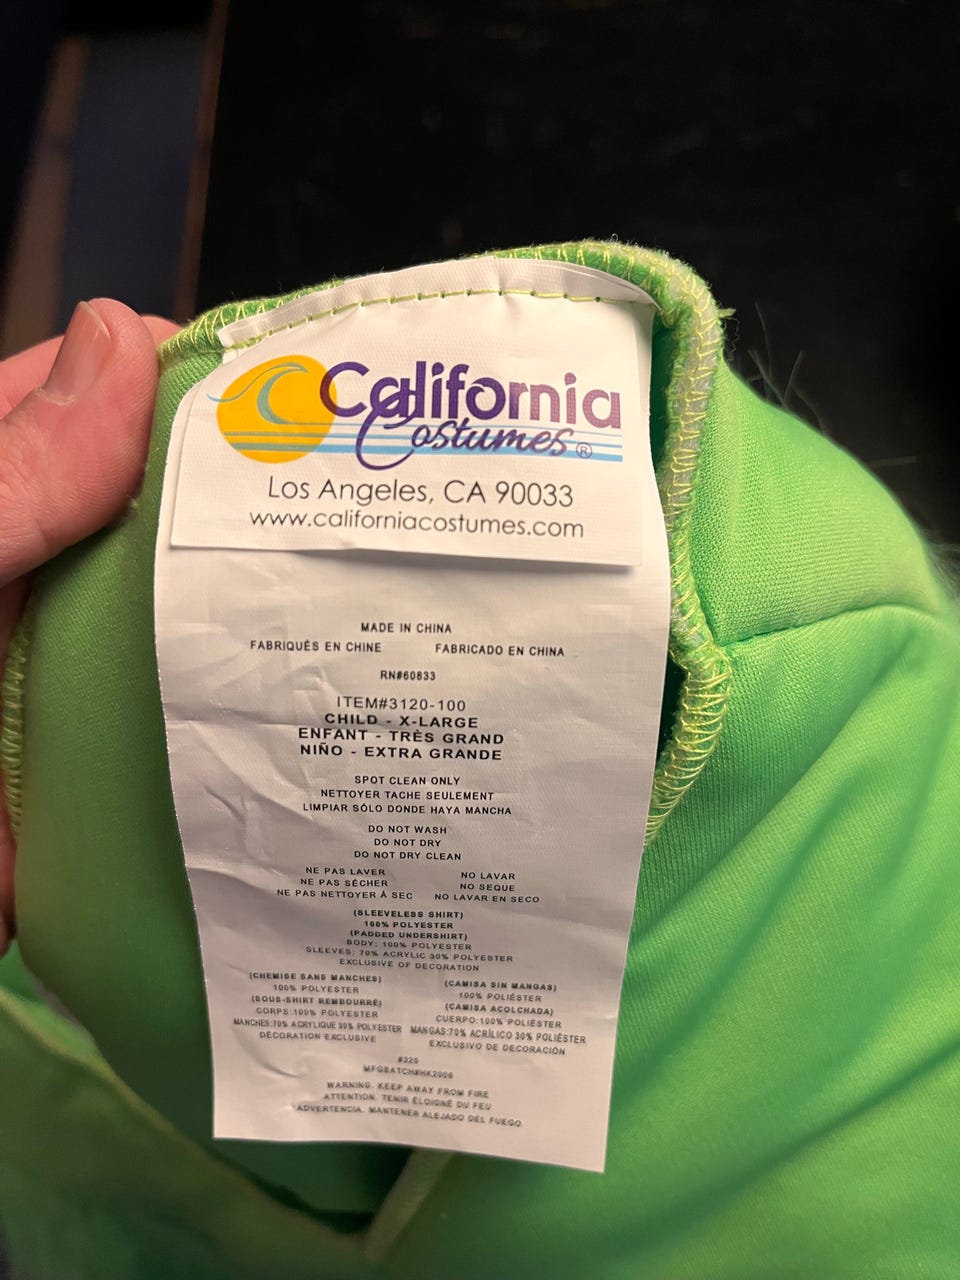 California
Costumes®
Los Angeles, CA 90033
www.californiacostumes.com
MADE IN CHINA
FABRIQUÉS EN CHINE FABRICADO EN CHINA
RN#60833
ITEM#3120-100
CHILD - X-LARGE
ENFANT - TRÈS GRAND
NIÑO - EXTRA GRANDE
SPOT CLEAN ONLY
NETTOYER TACHE SEULEMENT
LIMPIAR SÓLO DONDE HAYA MANCHA
DO NOT WASH
DO NOT DRY
DO NOT DRY CLEAN
NE PAS LAVER NO LAVAR
NE PAS SÉCHER NO SEQUE
NE PAS NETTOYER À SEC NO LAVAR EN SECO
(SLEEVELESS SHIRT)
100% POLYESTER
(PADDED UNDERSHIRT)
BODY: 100% POLYESTER
SLEEVES: 70% ACRYLIC 30% POLYESTER
EXCLUSIVE OF DECORATION
(CHEMISE SANS MANCHES) (CAMISA SIN MANGAS)
100% POLYESTER 100% POLIÉSTER
(SOUS-SHIRT REMBOURRÉ) (CAMISA ACOLCHADA)
CORPS:100% POLYESTER CUERPO:100% POLIÉSTER
MANCHES:70% ACRYLIQUE 30% POLYESTER MANGAS:70% ACRÍLICO 30% POLIÉSTER
DÉCORATION EXCLUSIVE EXCLUSIVO DE DECORACIÓN
#320
MFGBATCH#HK2006
WARNING. KEEP AWAY FROM FIRE
ATTENTION. TENIR ÉLOIGNÉ DU FEU
ADVERTENCIA. MANTENER ALEJADO DEL FUEGO